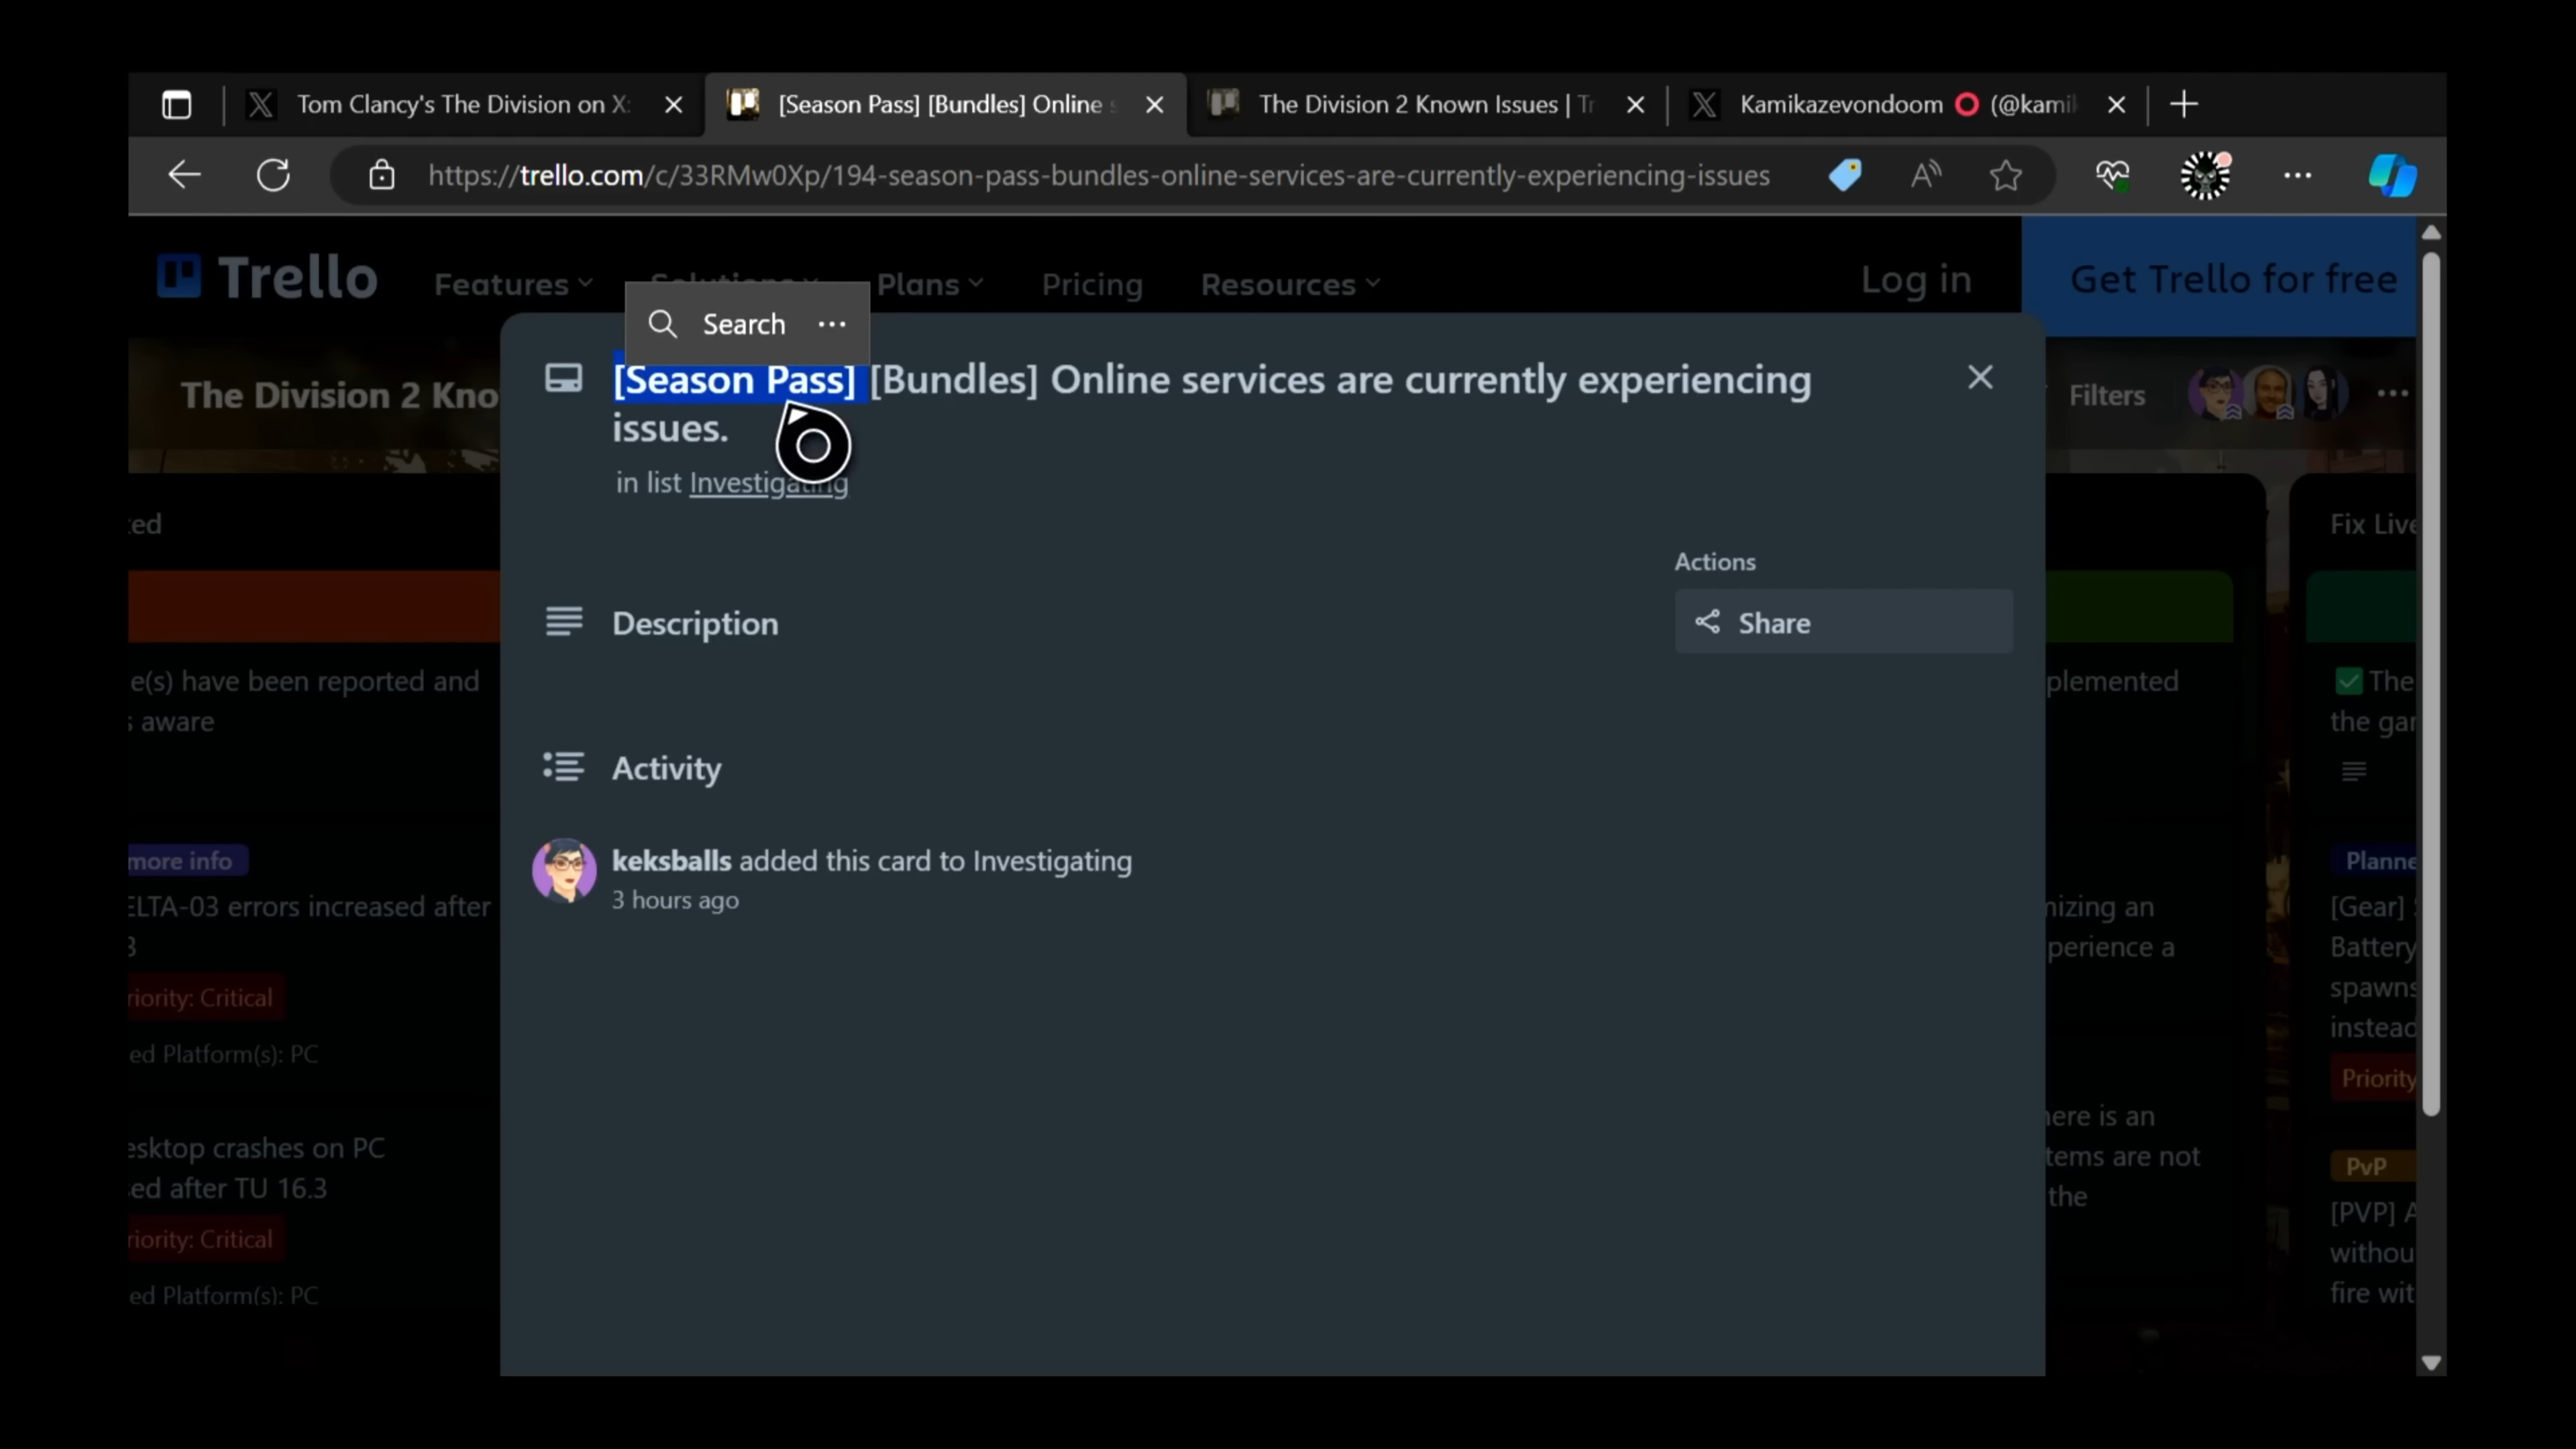 Tom Clancy's The Division on X:
[Season Pass] [Bundles] Online
The Division 2 Known Issues |
Kamikazevondoom (@kami
https://trello.com/c/33RMw0Xp/194-season-pass-bundles-online-services-are-currently-experiencing-issues
Trello
Features
Solutions
Plans
Pricing
Resources
Log in
Get Trello for free
Search
The Division 2 Kno
[Season Pass] [Bundles] Online services are currently experiencing
issues.
in list Investigating
Filters
ted
Fix Live
Actions
Share
Description
e(s) have been reported and
s aware
plemented
The
the gar
Activity
more info
Planne
keksballs added this card to Investigating
3 hours ago
ELTA-03 errors increased after
3
riority: Critical
ed Platform(s): PC
nizing an
perience a
[Gear] S
Battery
spawns
instead
Priority
esktop crashes on PC
sed after TU 16.3
riority: Critical
ed Platform(s): PC
here is an
tems are not
the
PvP
[PVP] A
withou
fire wit